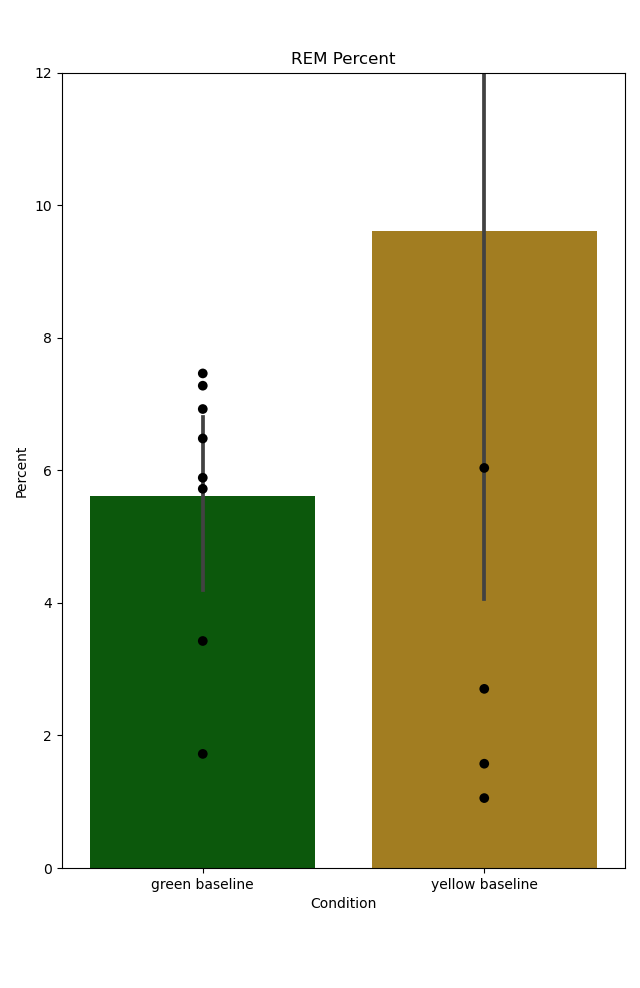 REM Percent
12
10
8
6
4
2
0
Percent
green baseline
yellow baseline
Condition